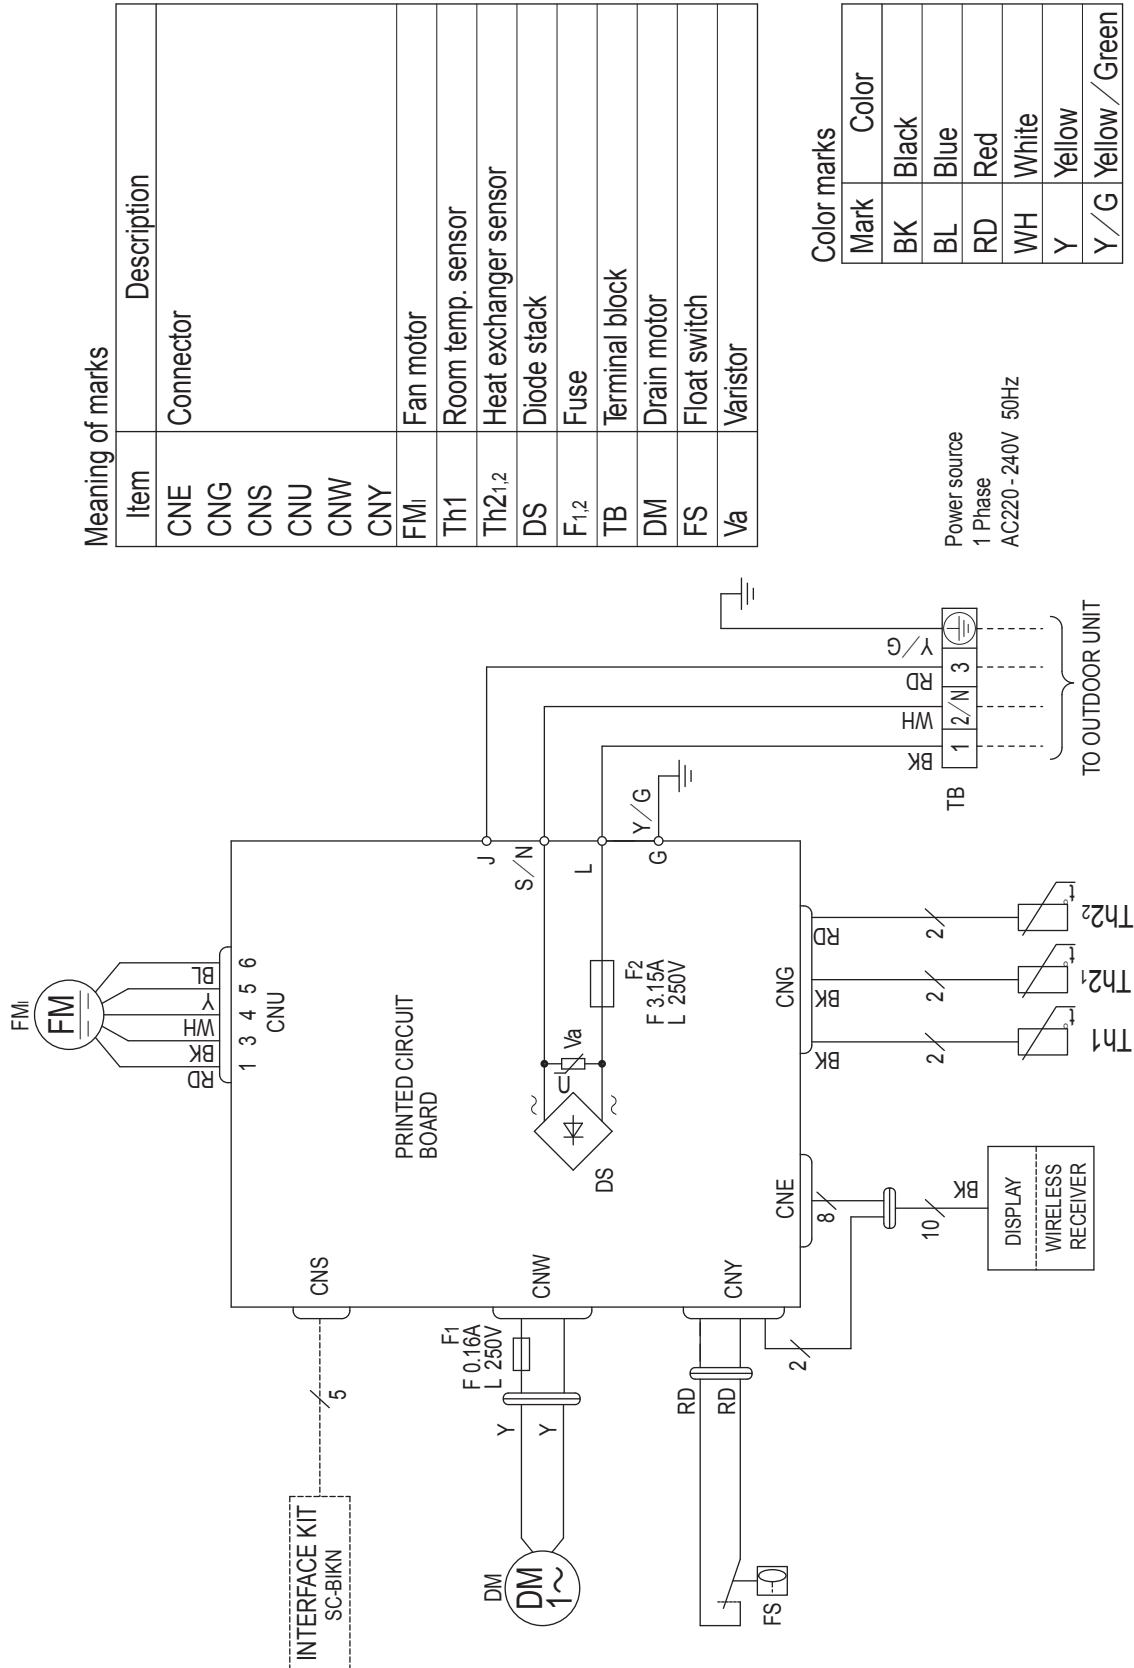 Meaning of marks
Item Description
CNE Connector
CNG
CNS
CNU
CNW
CNY
FMI Fan motor
Th1 Room temp. sensor
Th21,2 Heat exchanger sensor
DS Diode stack
F1,2 Fuse
TB Terminal block
DM Drain motor
FS Float switch
Va Varistor
Color marks
Mark Color
BK Black
BL Blue
RD Red
WH White
Y Yellow
Y/G Yellow/Green
Power source
1 Phase
AC220-240V 50Hz
FMI
FM
RD BK WH Y BL
1 3 4 5 6
CNU
PRINTED CIRCUIT
BOARD
J
S/N
L
G
Y/G
F2
F 3.15A
L 250V
Va
U
~
~
DS
BK WH RD Y/G
TB
1 2/N 3
TO OUTDOOR UNIT
CNS
5
INTERFACE KIT
SC-BIKN
CNW
F1
F 0.16A
L 250V
Y
Y
DM
DM
1~
CNY
RD
RD
FS
2
CNE
8
10
BK
DISPLAY
WIRELESS
RECEIVER
CNG
BK BK RD
2 2 2
t t t
Th1 Th21 Th22